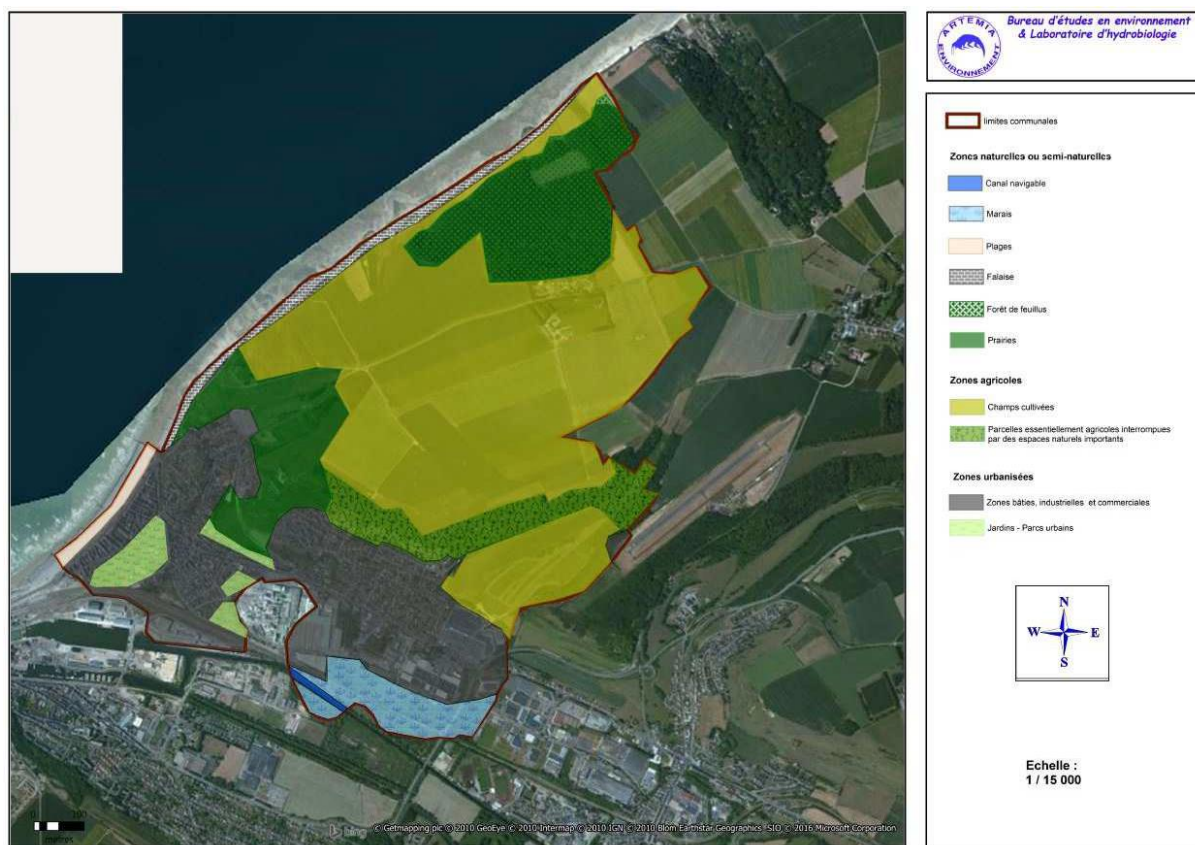 ARTEMIA
ENVIRONNEMENT
Bureau d'études en environnement
& Laboratoire d'hydrobiologie
limites communales
Zones naturelles ou semi-naturelles
Canal navigable
Marais
Plages
Falaise
Forêt de feuillus
Prairies
Zones agricoles
Champs cultivées
Parcelles essentiellement agricoles interrompues
par des espaces naturels importants
Zones urbanisées
Zones bâties, industrielles et commerciales
Jardins - Parcs urbains
N
W E
S
Echelle :
1 / 15 000
0
mètres
bing
© Getmapping plc © 2010 GeoEye © 2010 Intermap © 2010 IGN © 2010 Blom Earthstar Geographics SIO © 2016 Microsoft Corporation